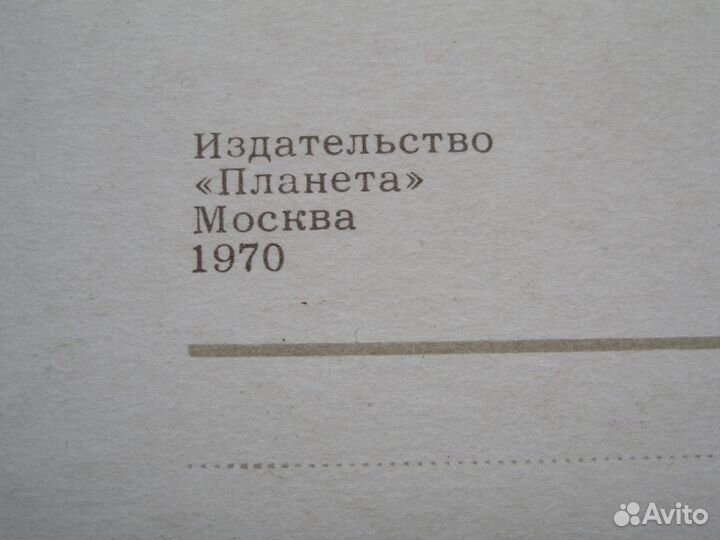 Издательство
«Планета»
Москва
1970
Avito